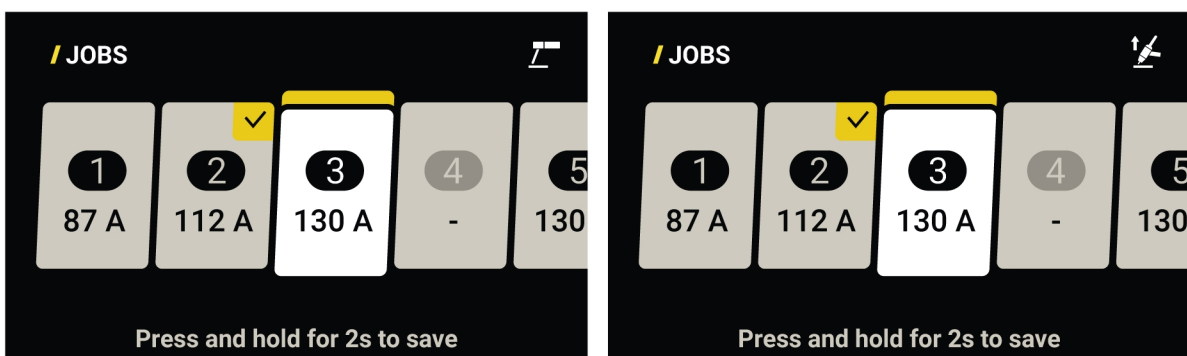 JOBS
1 2 3 4 5
87 A 112 A 130 A - 130
Press and hold for 2s to save
JOBS
1 2 3 4 5
87 A 112 A 130 A - 130
Press and hold for 2s to save